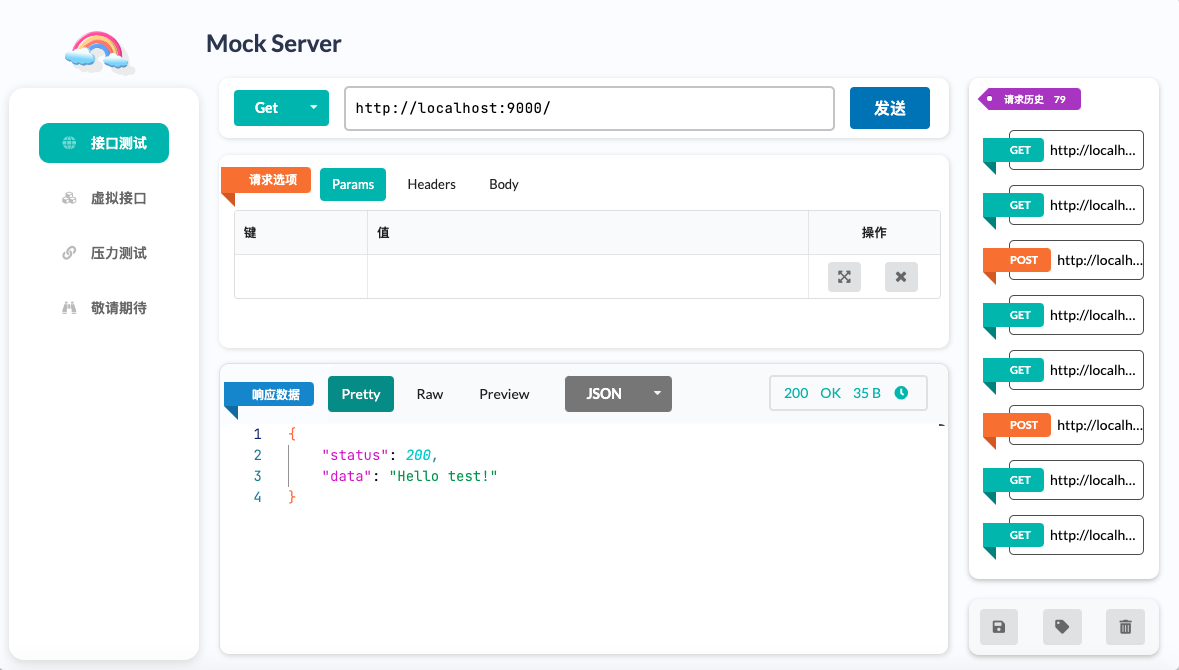 Mock Server
接口测试
虚拟接口
压力测试
敬请期待
Get
http://localhost:9000/
发送
请求选项
Params
Headers
Body
键
值
操作
响应数据
Pretty
Raw
Preview
JSON
200 OK 35 B
1 {
2 "status": 200,
3 "data": "Hello test!"
4 }
请求历史 79
GET http://localh...
GET http://localh...
POST http://localh...
GET http://localh...
GET http://localh...
POST http://localh...
GET http://localh...
GET http://localh...